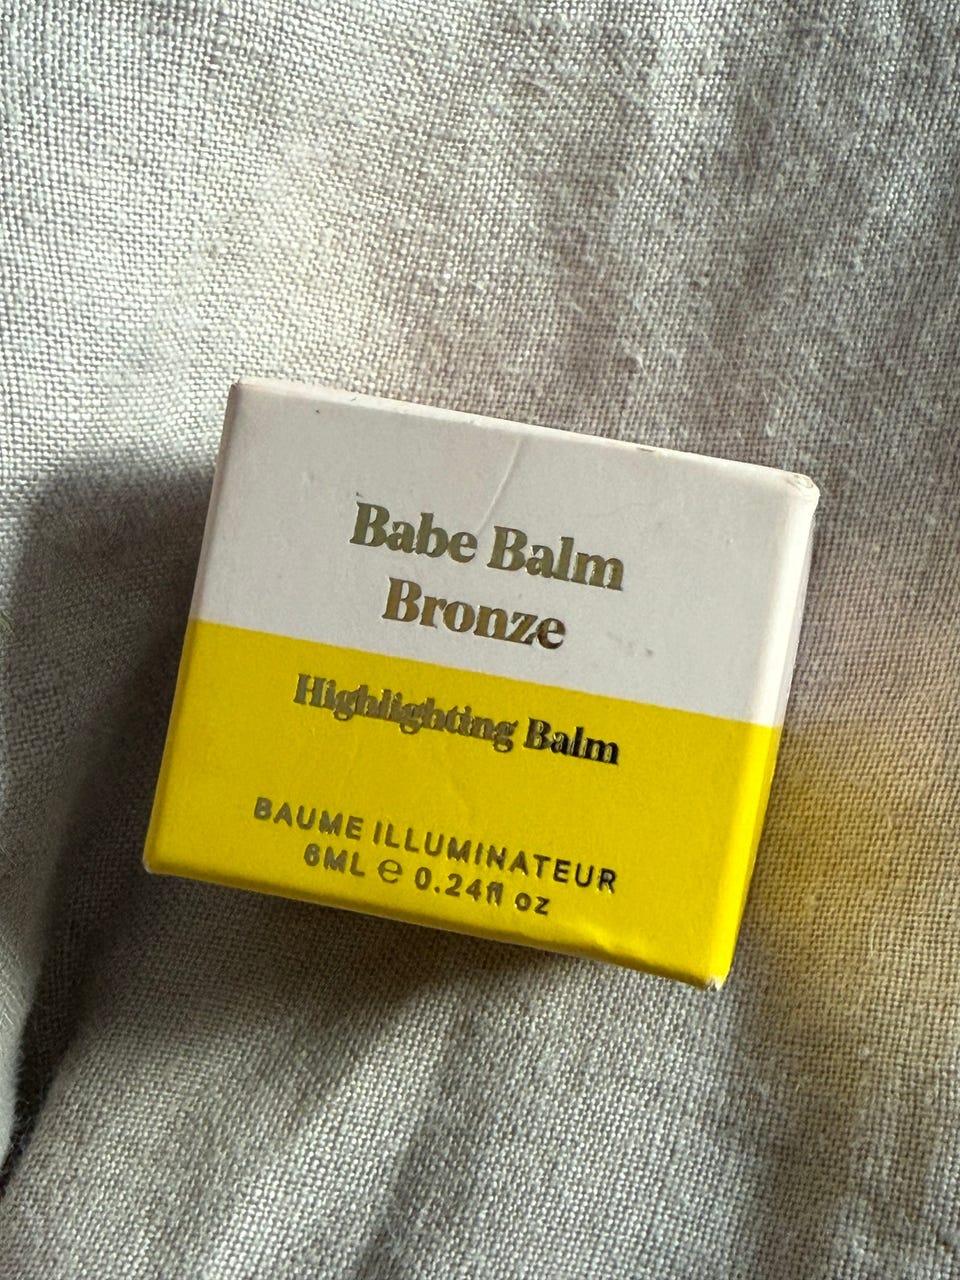 Babe Balm
Bronze
Highlighting Balm
BAUME ILLUMINATEUR
6ML ℮ 0.24fl oz